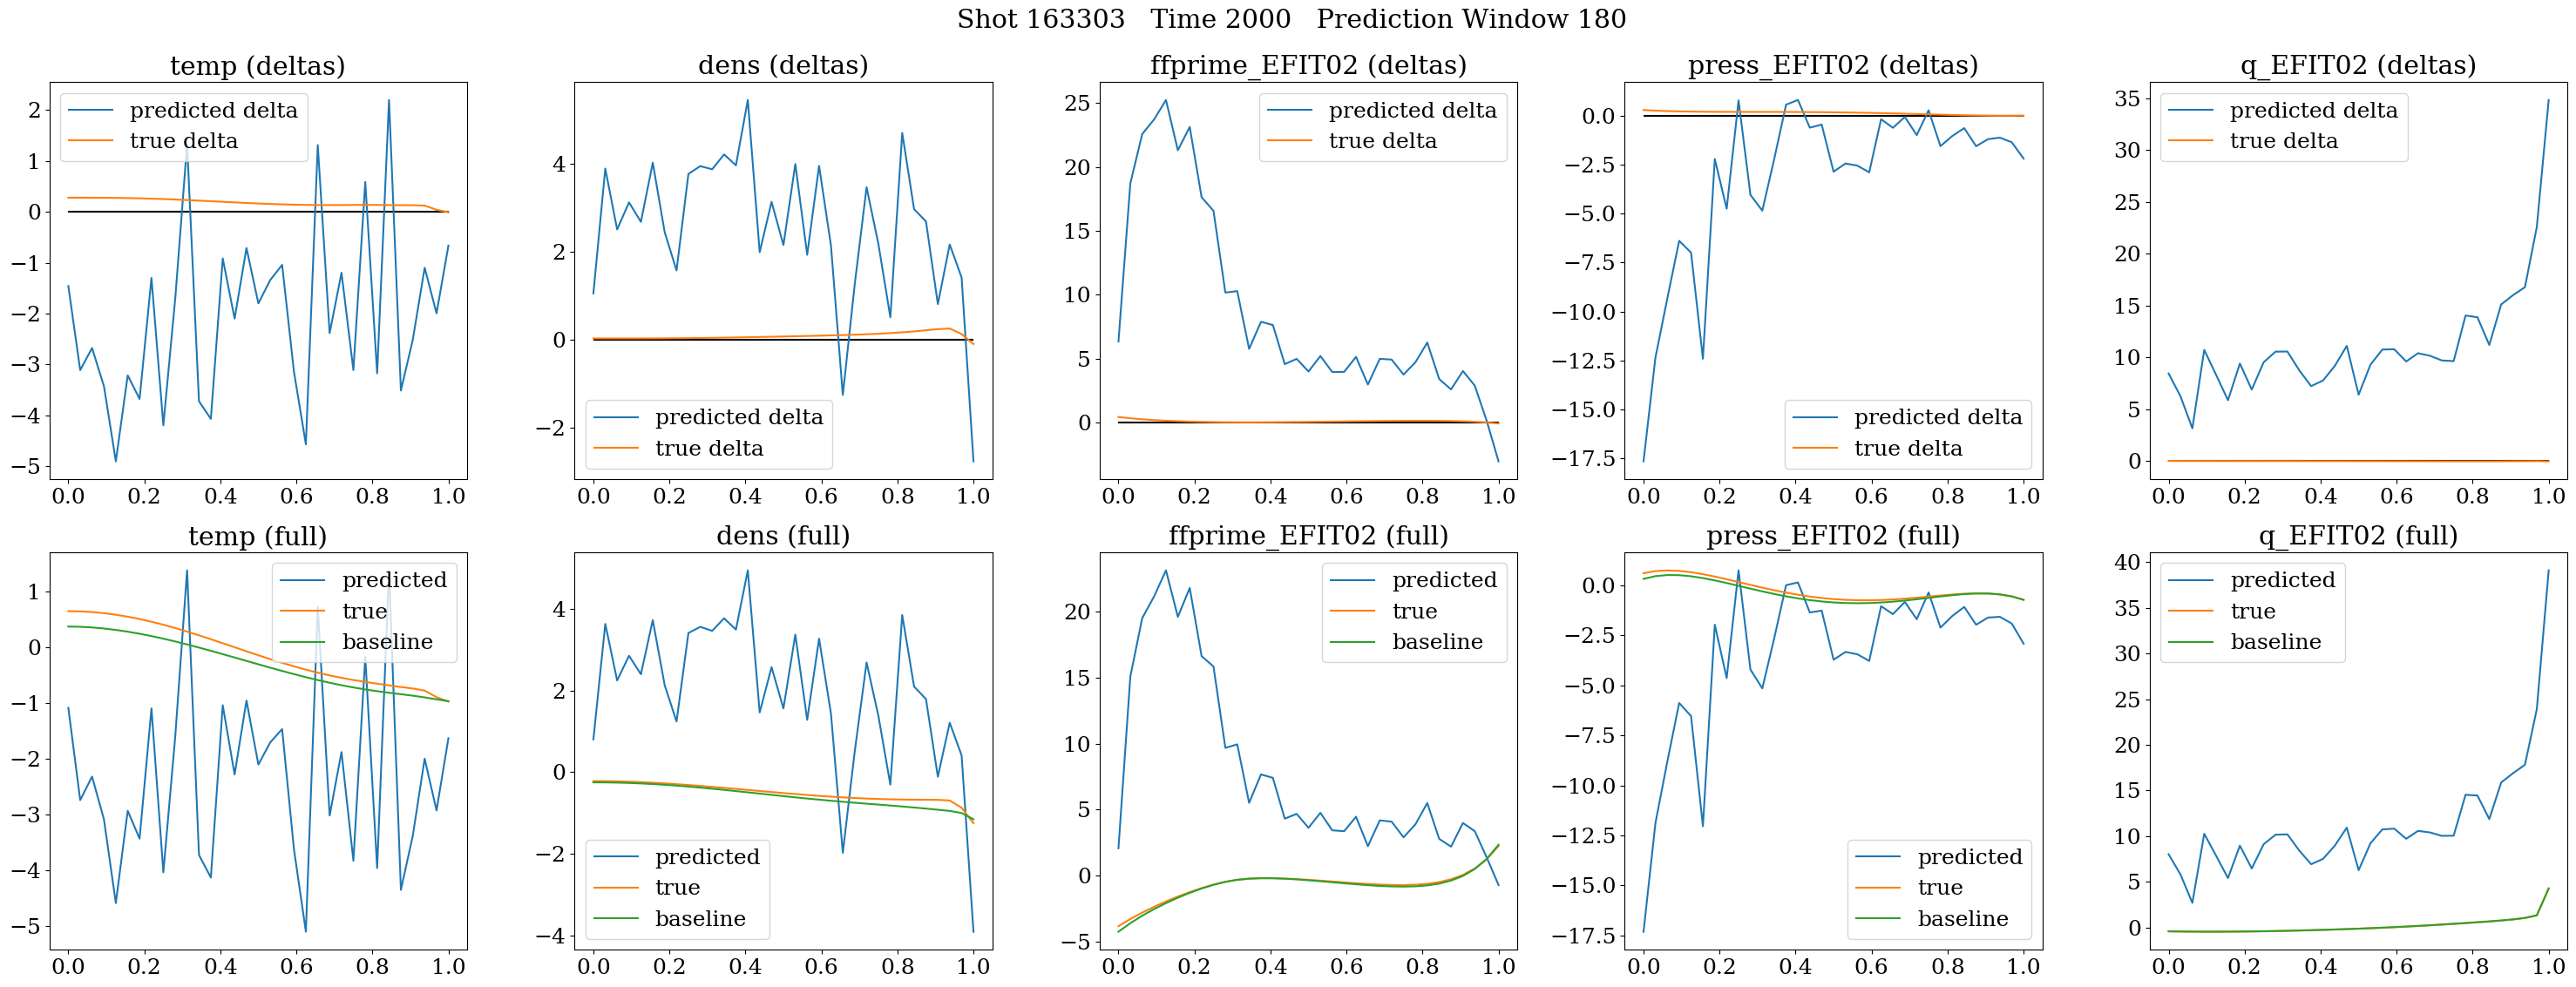 Shot 163303   Time 2000   Prediction Window 180
temp (deltas)
predicted delta
true delta
2
1
0
−1
−2
−3
−4
−5
0.0 0.2 0.4 0.6 0.8 1.0
dens (deltas)
4
2
0
−2
predicted delta
true delta
0.0 0.2 0.4 0.6 0.8 1.0
ffprime_EFIT02 (deltas)
predicted delta
true delta
25
20
15
10
5
0
0.0 0.2 0.4 0.6 0.8 1.0
press_EFIT02 (deltas)
0.0
−2.5
−5.0
−7.5
−10.0
−12.5
−15.0
−17.5
predicted delta
true delta
0.0 0.2 0.4 0.6 0.8 1.0
q_EFIT02 (deltas)
predicted delta
true delta
35
30
25
20
15
10
5
0
0.0 0.2 0.4 0.6 0.8 1.0
temp (full)
predicted
true
baseline
1
0
−1
−2
−3
−4
−5
0.0 0.2 0.4 0.6 0.8 1.0
dens (full)
4
2
0
−2
−4
predicted
true
baseline
0.0 0.2 0.4 0.6 0.8 1.0
ffprime_EFIT02 (full)
predicted
true
baseline
20
15
10
5
0
−5
0.0 0.2 0.4 0.6 0.8 1.0
press_EFIT02 (full)
0.0
−2.5
−5.0
−7.5
−10.0
−12.5
−15.0
−17.5
predicted
true
baseline
0.0 0.2 0.4 0.6 0.8 1.0
q_EFIT02 (full)
predicted
true
baseline
40
35
30
25
20
15
10
5
0
0.0 0.2 0.4 0.6 0.8 1.0